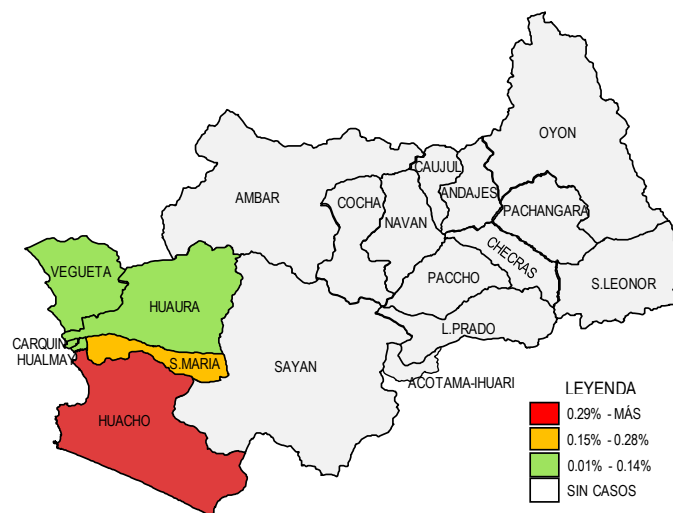 OYON
CAUJUL
ANDAJES
AMBAR
COCHA
NAVAN
PACHANGARA
CHECRAS
VEGUETA
HUAURA
PACCHO
S.LEONOR
L.PRADO
CARQUIN
HUALMAY
S.MARIA
SAYAN
ACOTAMA-IHUARI
HUACHO
LEYENDA
0.29% - MÁS
0.15% - 0.28%
0.01% - 0.14%
SIN CASOS